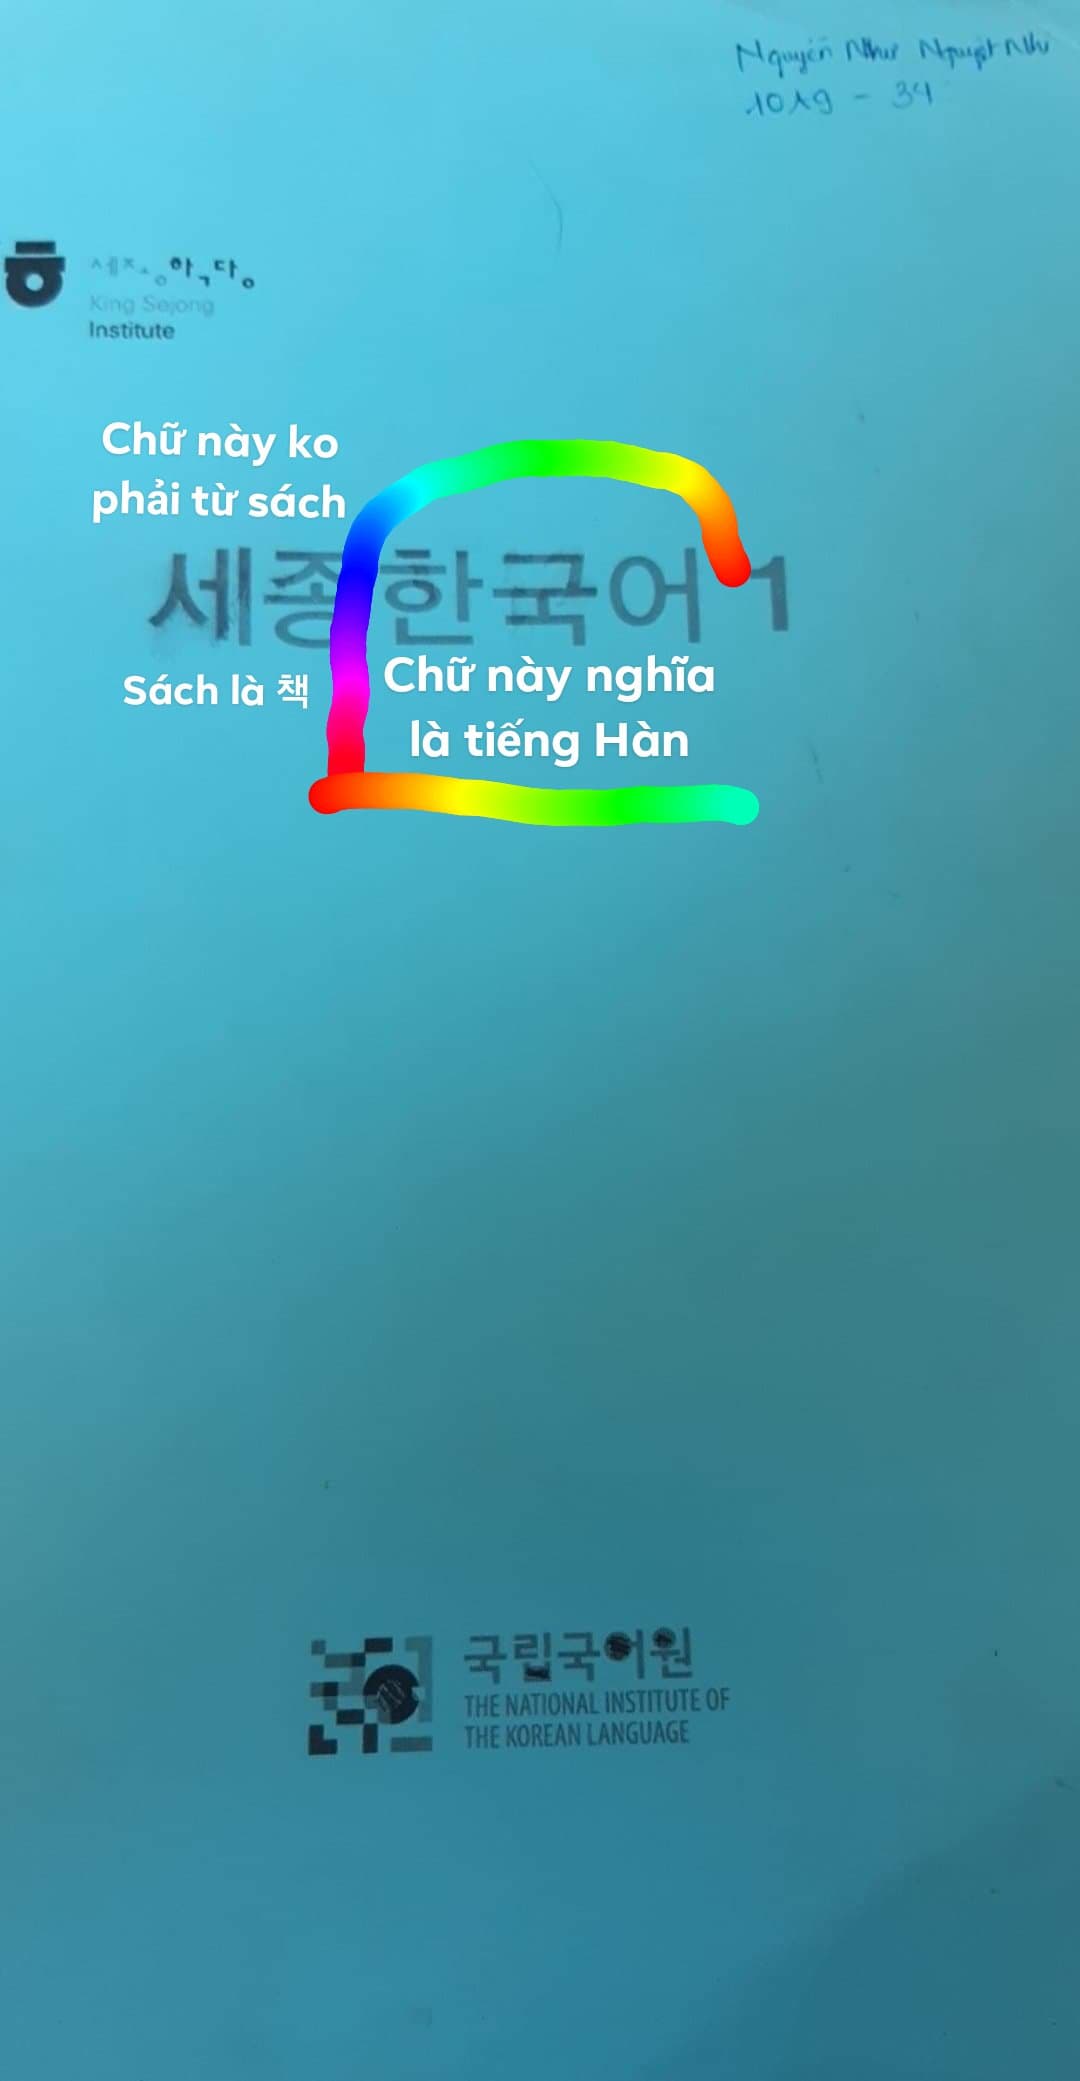 Nguyễn Như Nguyệt Nhi
1019 - 34
세종학당
King Sejong
Institute
Chữ này ko
phải từ sách
세종한국어 1
Sách là 책
Chữ này nghĩa
là tiếng Hàn
국립국어원
THE NATIONAL INSTITUTE OF
THE KOREAN LANGUAGE